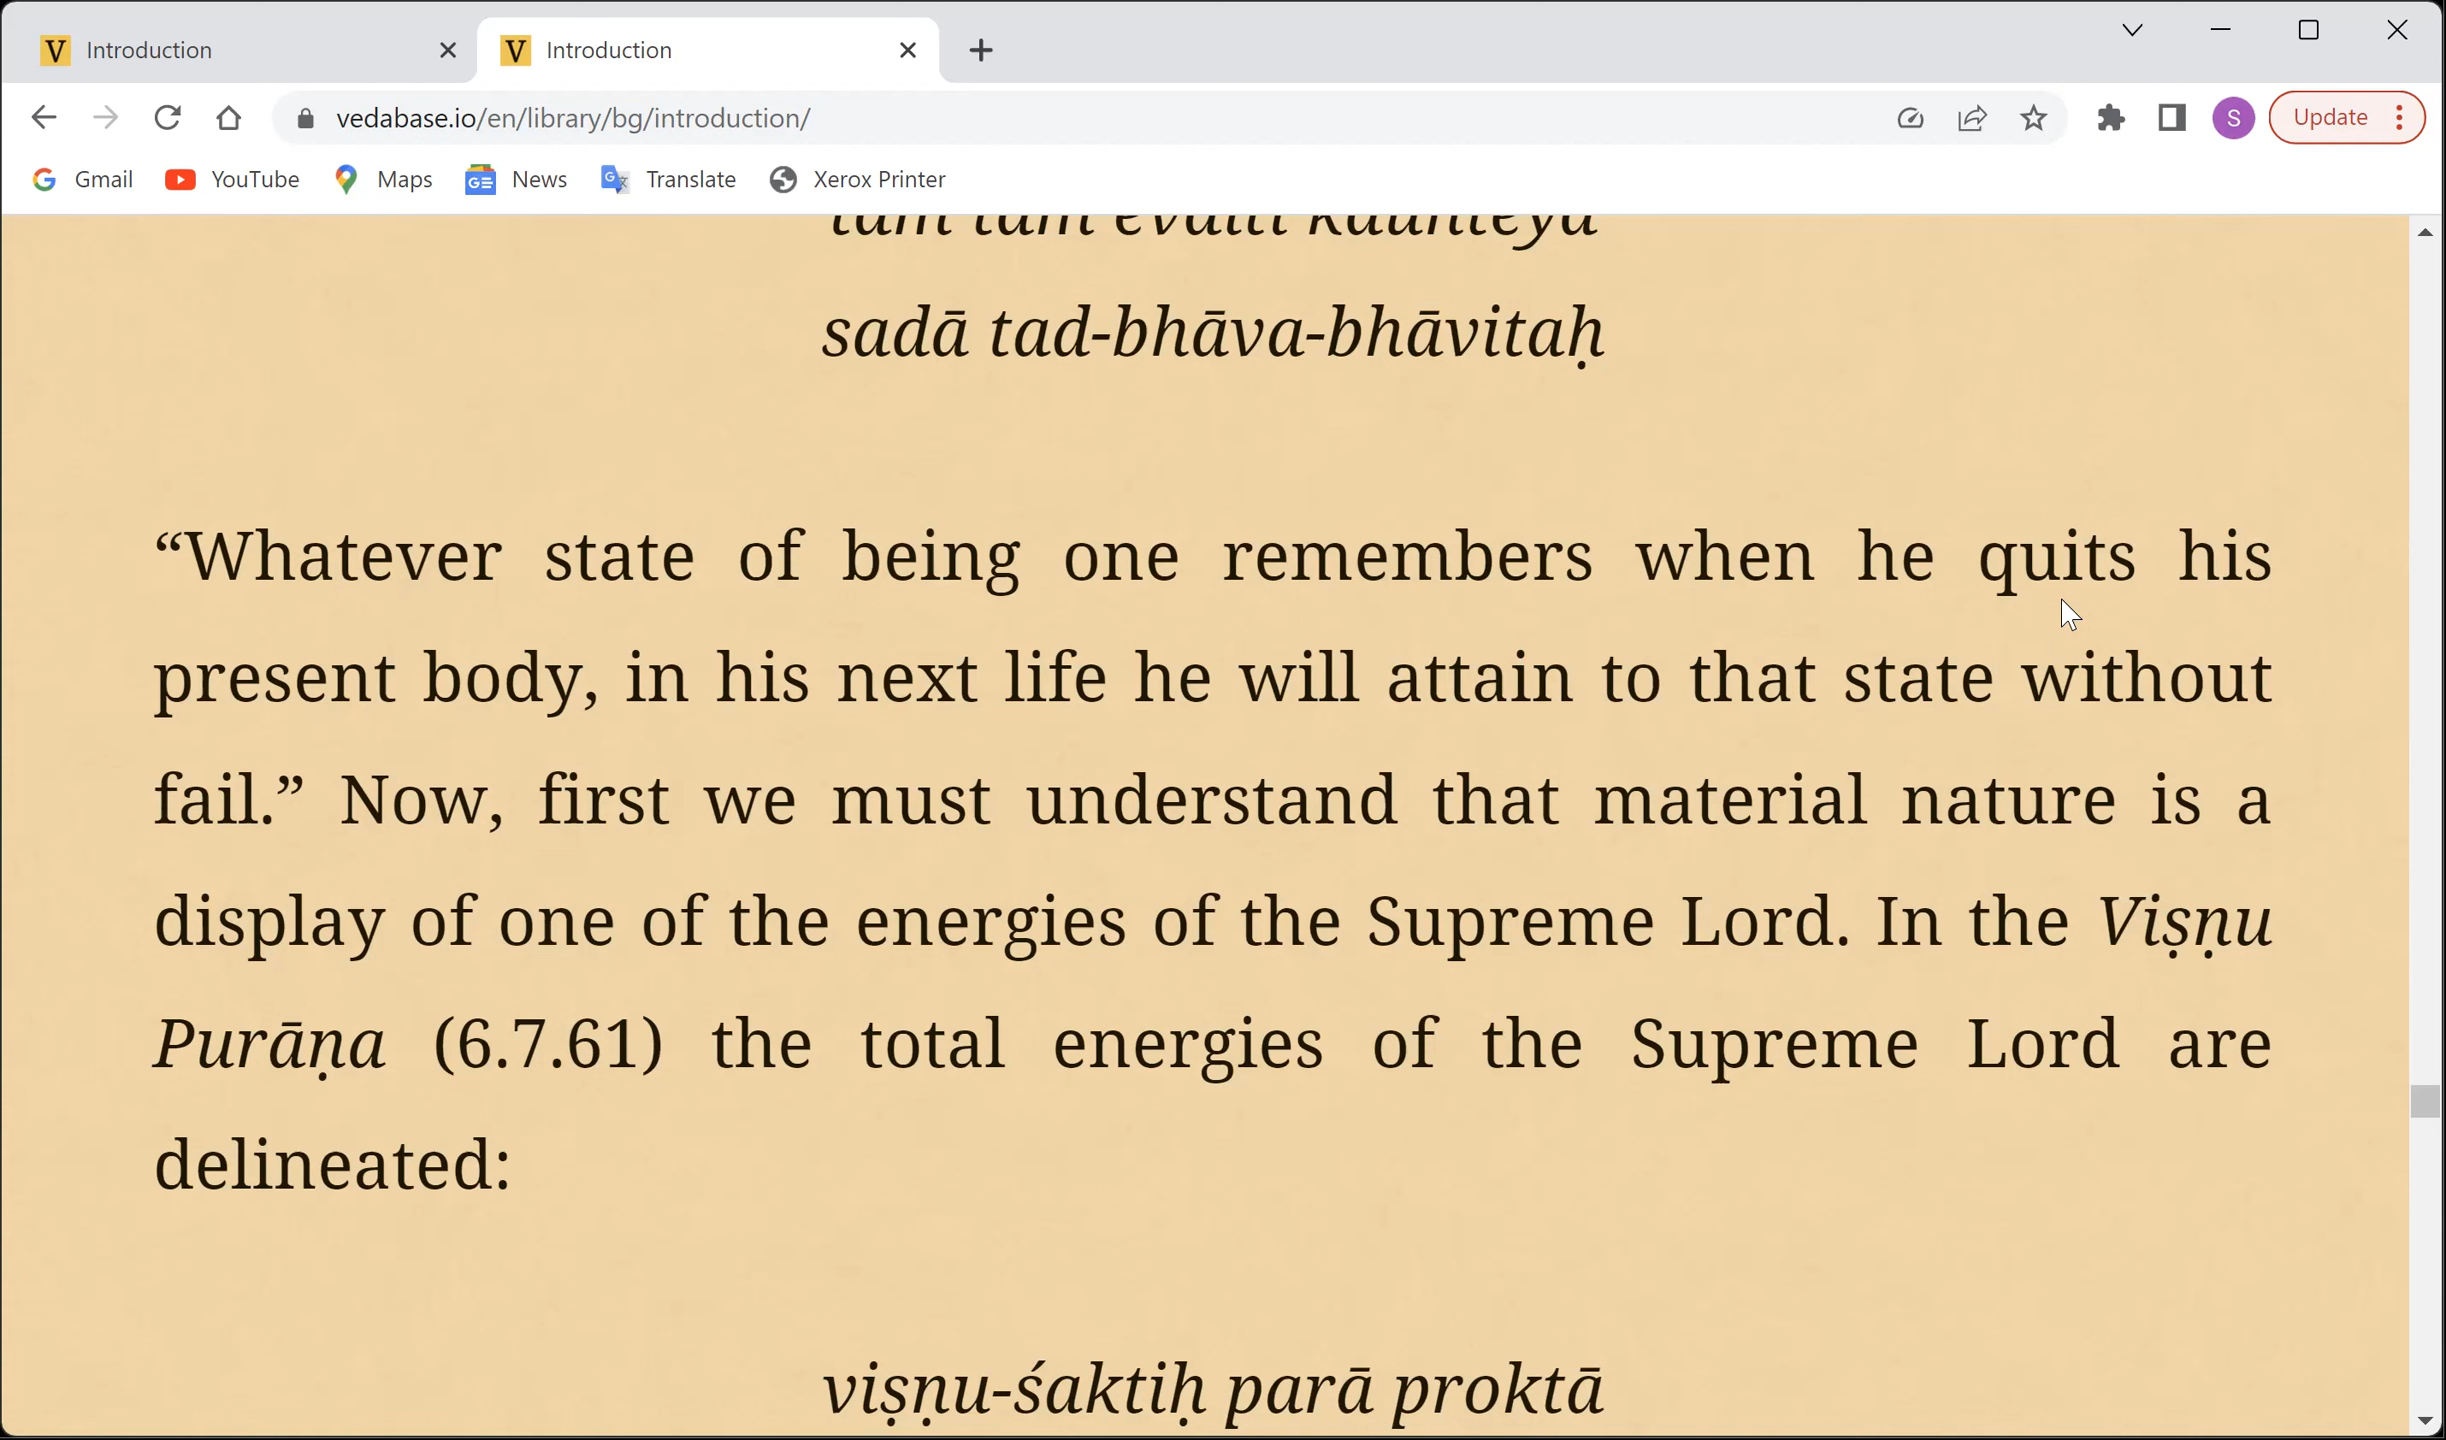 Introduction
Introduction
vedabase.io/en/library/bg/introduction/
S
Update
Gmail
YouTube
Maps
News
Translate
Xerox Printer
sadā tad-bhāva-bhāvitaḥ
“Whatever state of being one remembers when he quits his
present body, in his next life he will attain to that state without
fail.” Now, first we must understand that material nature is a
display of one of the energies of the Supreme Lord. In the Viṣṇu
Purāṇa (6.7.61) the total energies of the Supreme Lord are
delineated:
viṣṇu-śaktiḥ parā proktā